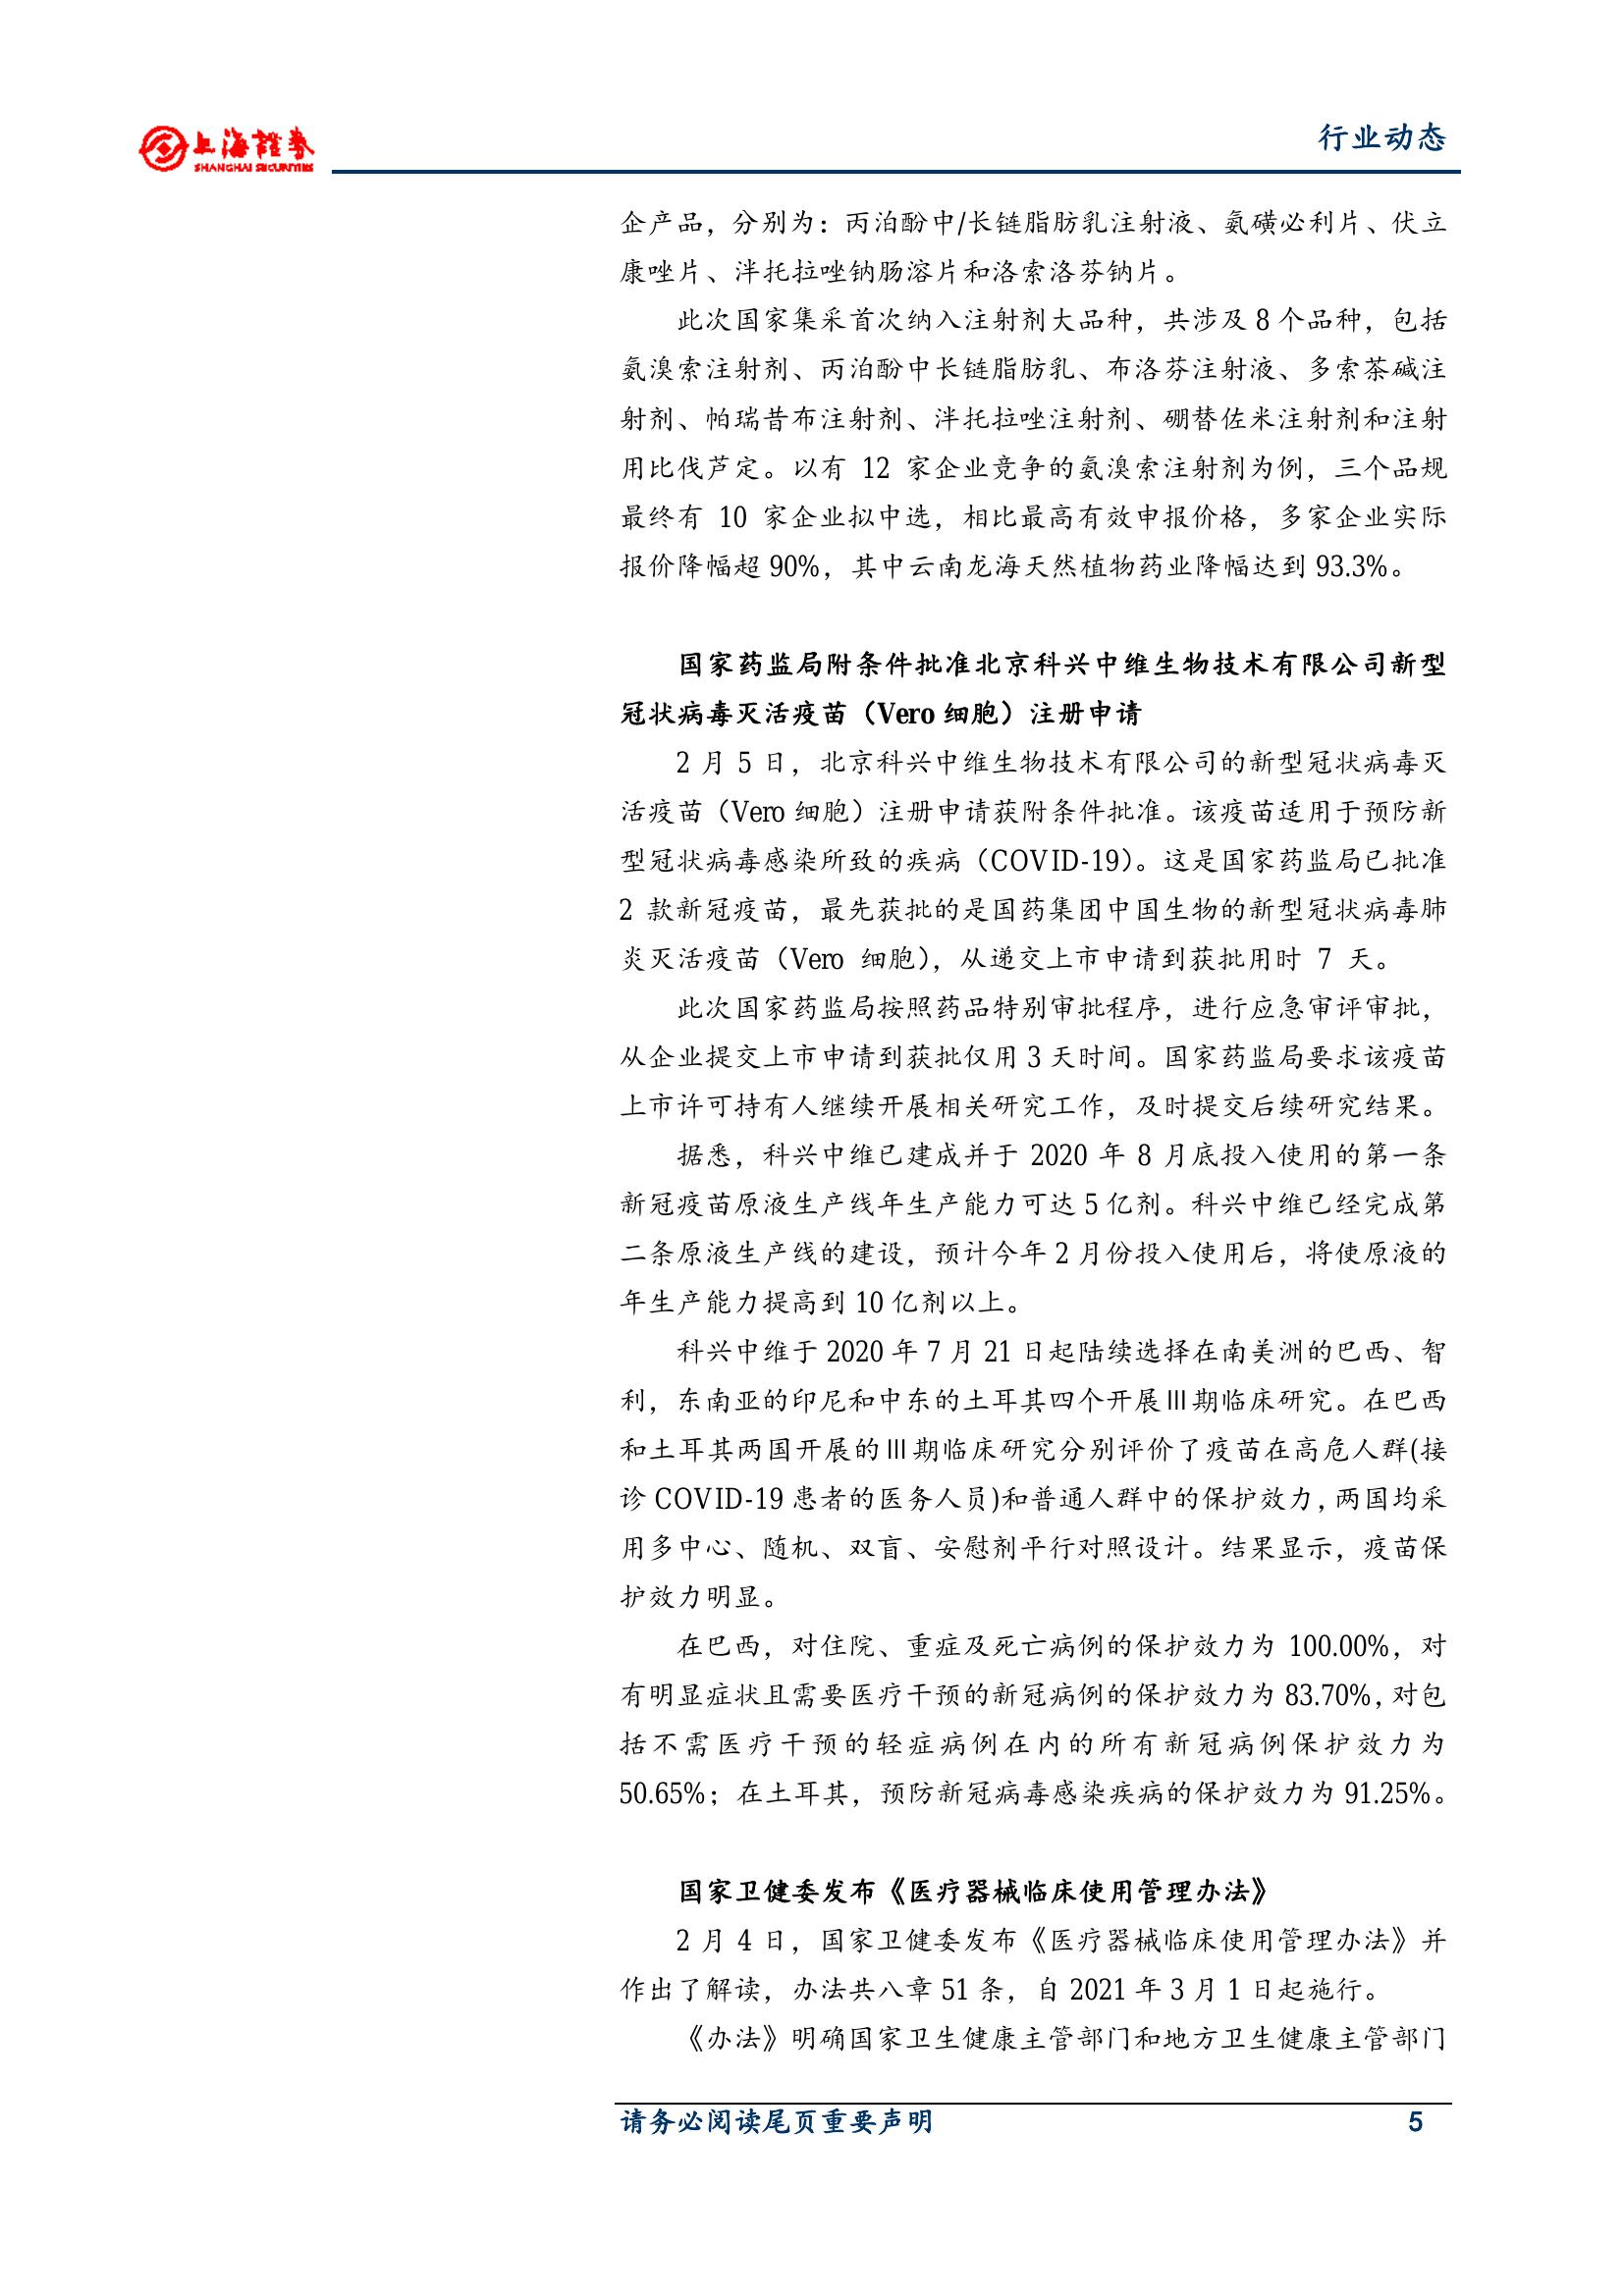 上海證券
SHANGHAI SECURITIES
行业动态
企产品，分别为：丙泊酚中/长链脂肪乳注射液、氨磺必利片、伏立
康唑片、泮托拉唑钠肠溶片和洛索洛芬钠片。
此次国家集采首次纳入注射剂大品种，共涉及 8 个品种，包括
氨溴索注射剂、丙泊酚中长链脂肪乳、布洛芬注射液、多索茶碱注
射剂、帕瑞昔布注射剂、泮托拉唑注射剂、硼替佐米注射剂和注射
用比伐芦定。以有 12 家企业竞争的氨溴索注射剂为例，三个品规
最终有 10 家企业拟中选，相比最高有效申报价格，多家企业实际
报价降幅超 90%，其中云南龙海天然植物药业降幅达到 93.3%。
国家药监局附条件批准北京科兴中维生物技术有限公司新型
冠状病毒灭活疫苗（Vero 细胞）注册申请
2 月 5 日，北京科兴中维生物技术有限公司的新型冠状病毒灭
活疫苗（Vero 细胞）注册申请获附条件批准。该疫苗适用于预防新
型冠状病毒感染所致的疾病（COVID-19）。这是国家药监局已批准
2 款新冠疫苗，最先获批的是国药集团中国生物的新型冠状病毒肺
炎灭活疫苗（Vero 细胞），从递交上市申请到获批用时 7 天。
此次国家药监局按照药品特别审批程序，进行应急审评审批，
从企业提交上市申请到获批仅用 3 天时间。国家药监局要求该疫苗
上市许可持有人继续开展相关研究工作，及时提交后续研究结果。
据悉，科兴中维已建成并于 2020 年 8 月底投入使用的第一条
新冠疫苗原液生产线年生产能力可达 5 亿剂。科兴中维已经完成第
二条原液生产线的建设，预计今年 2 月份投入使用后，将使原液的
年生产能力提高到 10 亿剂以上。
科兴中维于 2020 年 7 月 21 日起陆续选择在南美洲的巴西、智
利，东南亚的印尼和中东的土耳其四个开展Ⅲ期临床研究。在巴西
和土耳其两国开展的Ⅲ期临床研究分别评价了疫苗在高危人群(接
诊 COVID-19 患者的医务人员)和普通人群中的保护效力，两国均采
用多中心、随机、双盲、安慰剂平行对照设计。结果显示，疫苗保
护效力明显。
在巴西，对住院、重症及死亡病例的保护效力为 100.00%，对
有明显症状且需要医疗干预的新冠病例的保护效力为 83.70%，对包
括不需医疗干预的轻症病例在内的所有新冠病例保护效力为
50.65%；在土耳其，预防新冠病毒感染疾病的保护效力为 91.25%。
国家卫健委发布《医疗器械临床使用管理办法》
2 月 4 日，国家卫健委发布《医疗器械临床使用管理办法》并
作出了解读，办法共八章 51 条，自 2021 年 3 月 1 日起施行。
《办法》明确国家卫生健康主管部门和地方卫生健康主管部门
请务必阅读尾页重要声明 5